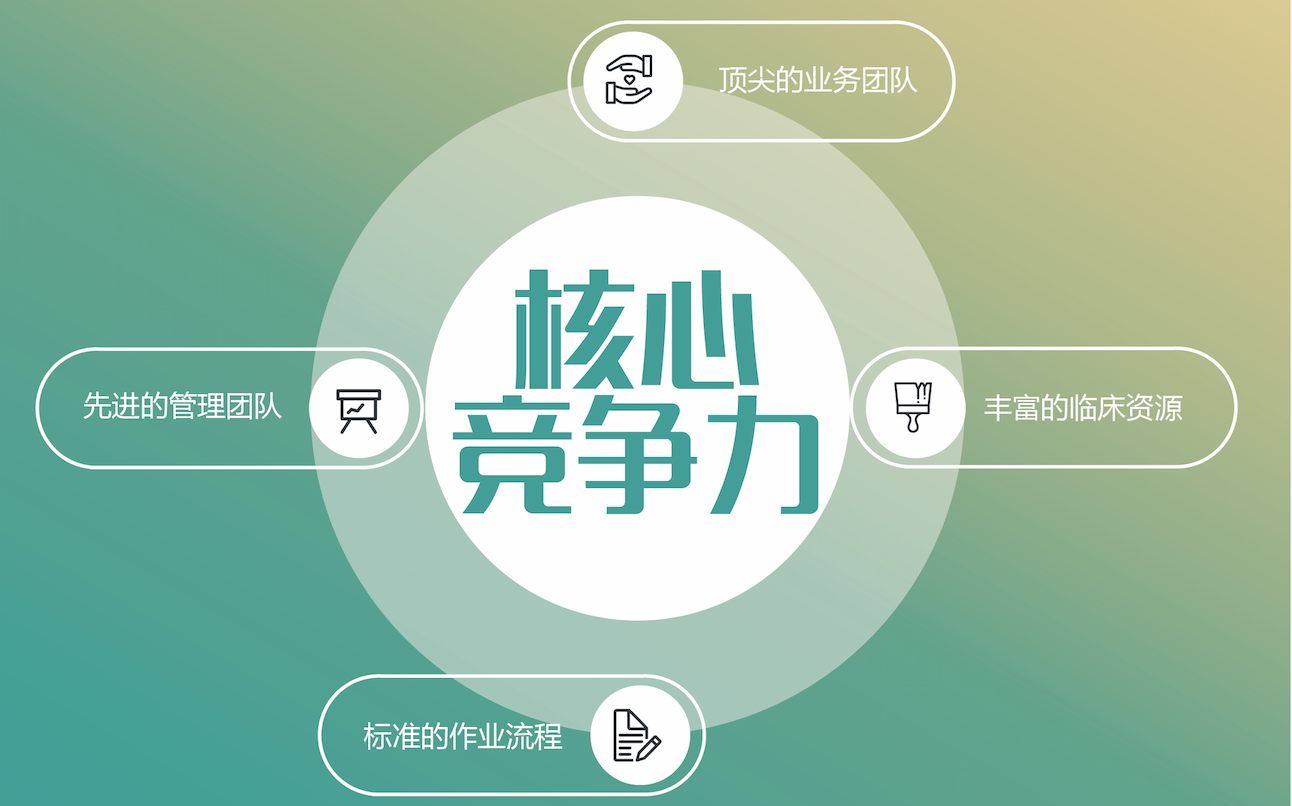 顶尖的业务团队
核心
竞争力
先进的管理团队
丰富的临床资源
标准的作业流程